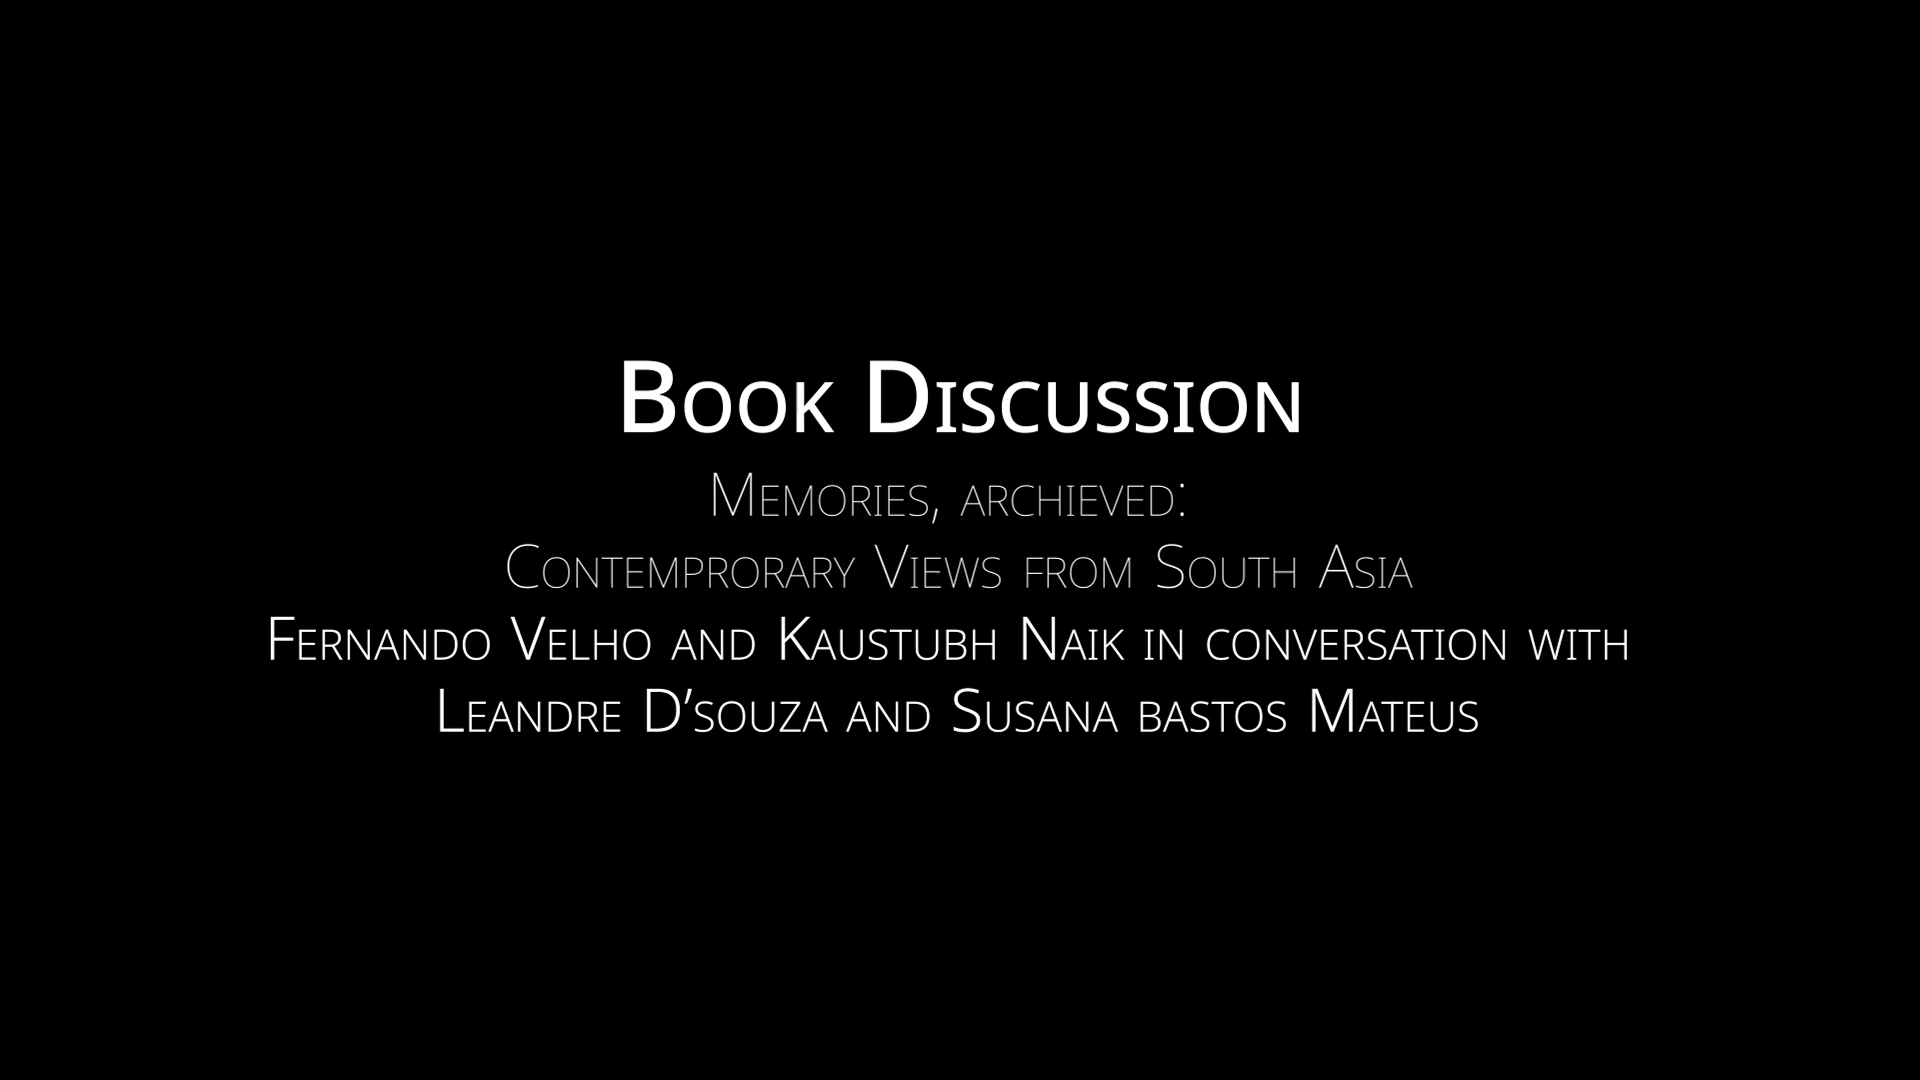 Book Discussion
Memories, archieved:
Contemprorary Views from South Asia
Fernando Velho and Kaustubh Naik in conversation with
Leandre D’souza and Susana bastos Mateus